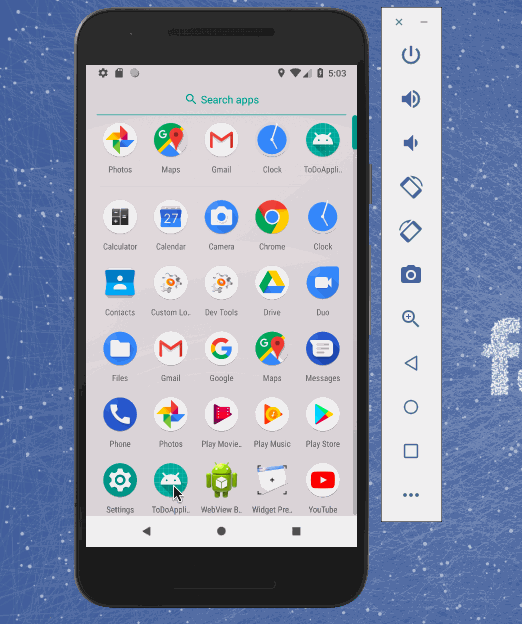 5:03
Search apps
Photos Maps Gmail Clock ToDoAppli..
Calculator Calendar Camera Chrome Clock
27
Contacts Custom Lo.. Dev Tools Drive Duo
Files Gmail Google Maps Messages
Phone Photos Play Movie.. Play Music Play Store
Settings ToDoAppli.. WebView B.. Widget Pre.. YouTube